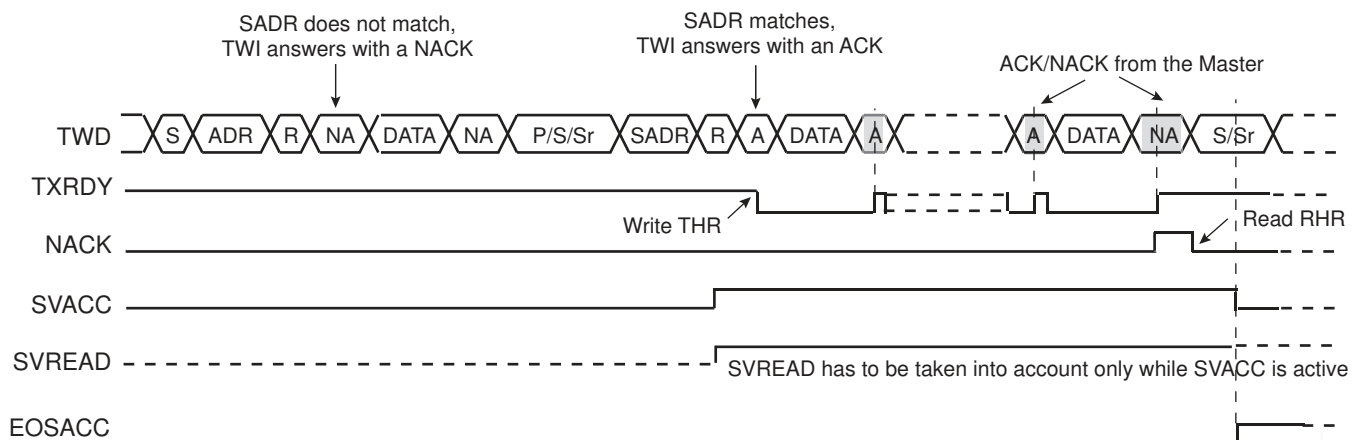 SADR does not match,
TWI answers with a NACK
SADR matches,
TWI answers with an ACK
ACK/NACK from the Master
TWD S ADR R NA DATA NA P/S/Sr SADR R A DATA A A DATA NA S/Sr
TXRDY
Write THR
Read RHR
NACK
SVACC
SVREAD
SVREAD has to be taken into account only while SVACC is active
EOSACC